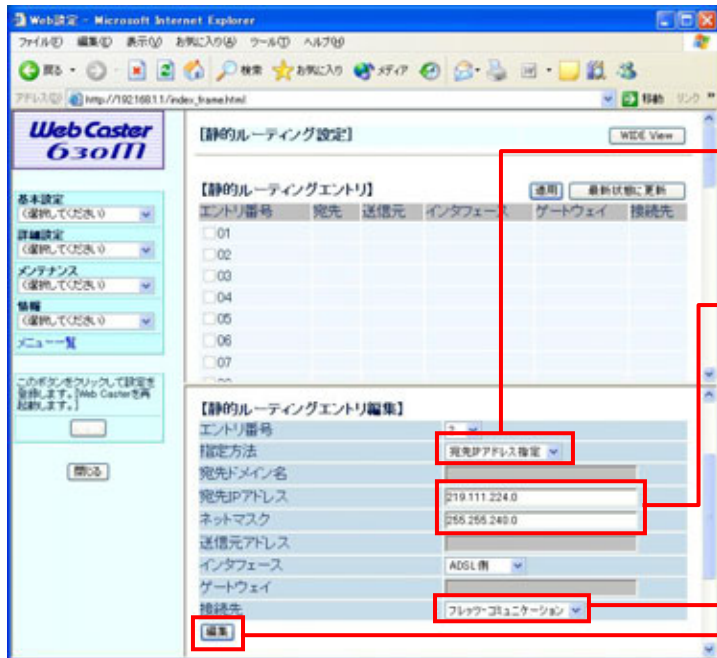 Web設定 - Microsoft Internet Explorer
ファイル(F) 編集(E) 表示(V) お気に入り(A) ツール(T) ヘルプ(H)
戻る 検索 お気に入り メディア
アドレス(D) http://192.168.1.1/index_frame.html 移動 リンク
Web Caster
630M
基本設定
(選択してください)
詳細設定
(選択してください)
メンテナンス
(選択してください)
情報
(選択してください)
メニュー一覧
このボタンをクリックして設定を
登録します。[Web Casterを再
起動します。]
閉じる
【静的ルーティング設定】 WIDE View
【静的ルーティングエントリ】 適用 最新状態に更新
エントリ番号 宛先 送信元 インタフェース ゲートウェイ 接続先
01
02
03
04
05
06
07
【静的ルーティングエントリ編集】
エントリ番号 2
指定方法 宛先IPアドレス指定
宛先ドメイン名
宛先IPアドレス 219.111.224.0
ネットマスク 255.255.240.0
送信元アドレス
インタフェース ADSL側
ゲートウェイ
接続先 フレッツ・コミュニケーション
編集